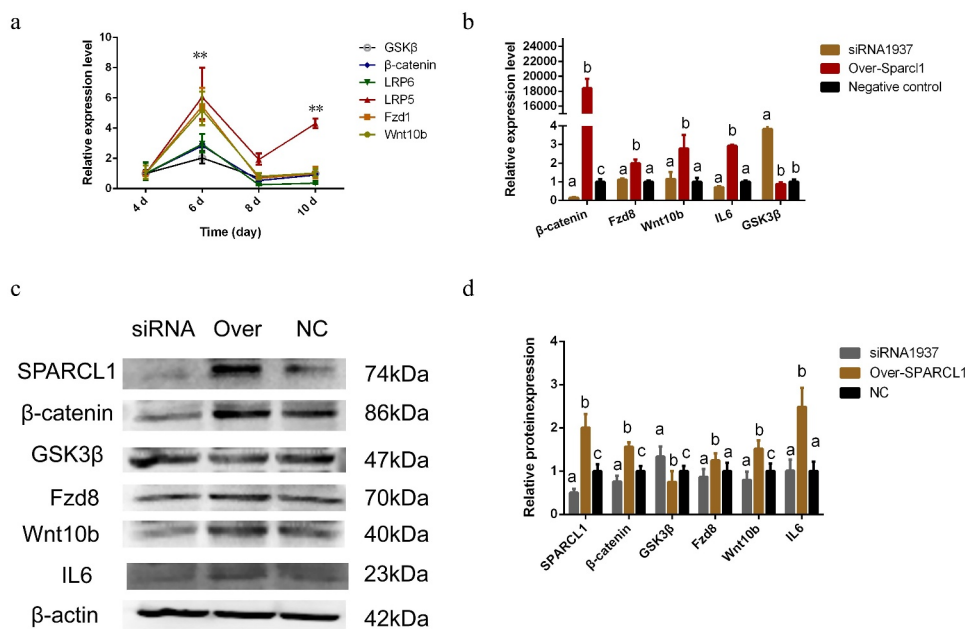 a
Relative expression level
10
8
6
4
2
0
**
**
4 d
6 d
8 d
10 d
Time (day)
GSKβ
β-catenin
LRP6
LRP5
Fzd1
Wnt10b
b
Relative expression level
24000
22000
20000
18000
16000
4
3
2
1
0
a
b
c
a
b
a
a
b
a
a
b
a
a
b
b
β-catenin
Fzd8
Wnt10b
IL6
GSK3β
siRNA1937
Over-Sparcl1
Negative control
c
siRNA Over NC
SPARCL1 74kDa
β-catenin 86kDa
GSK3β 47kDa
Fzd8 70kDa
Wnt10b 40kDa
IL6 23kDa
β-actin 42kDa
d
Relative proteinexpression
4
3
2
1
0
a
b
c
a
b
c
a
b
c
a
b
a
a
b
c
a
b
a
SPARCL1
β-catenin
GSK3β
Fzd8
Wnt10b
IL6
siRNA1937
Over-SPARCL1
NC